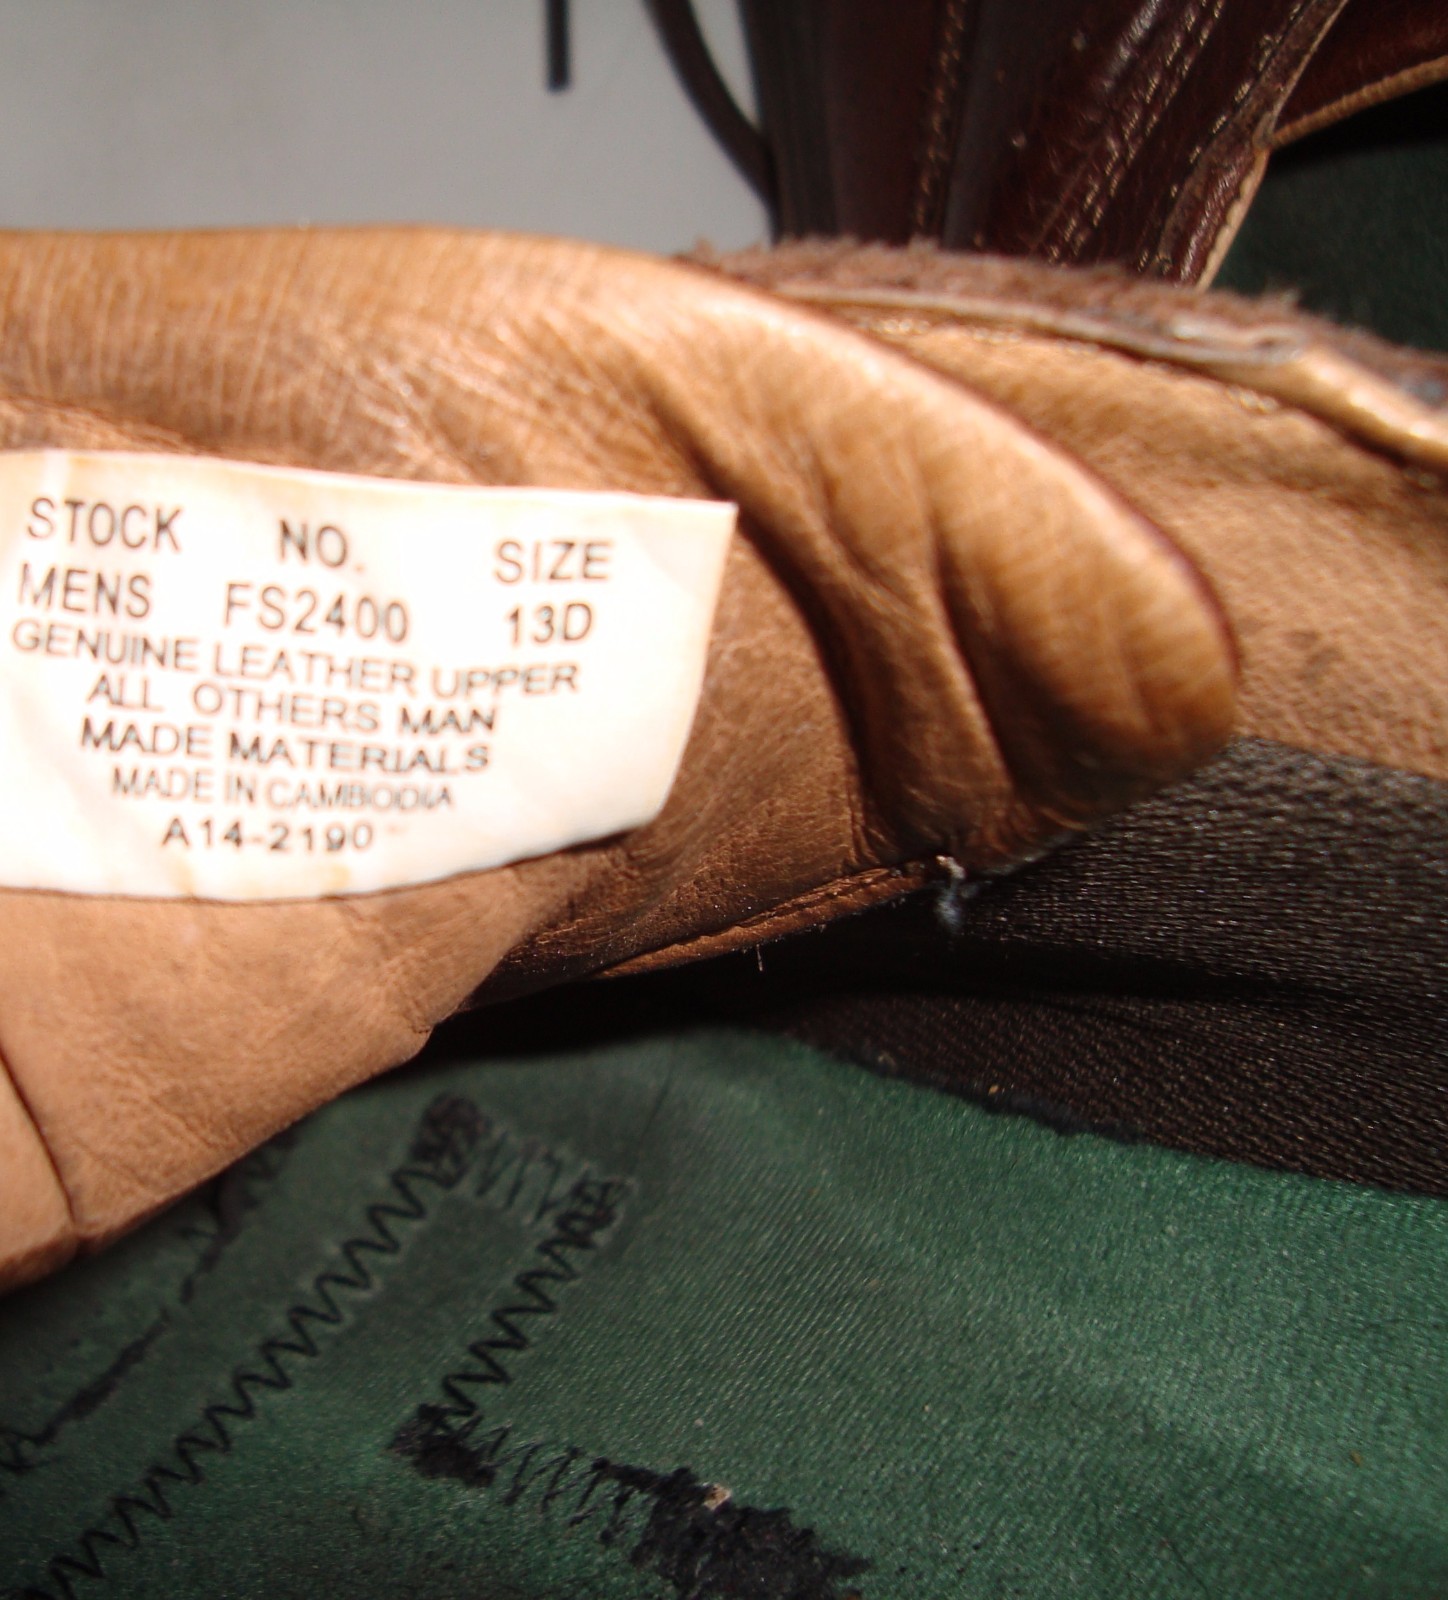 STOCK NO. SIZE
MENS FS2400 13D
GENUINE LEATHER UPPER
ALL OTHERS MAN
MADE MATERIALS
MADE IN CAMBODIA
A14-2190